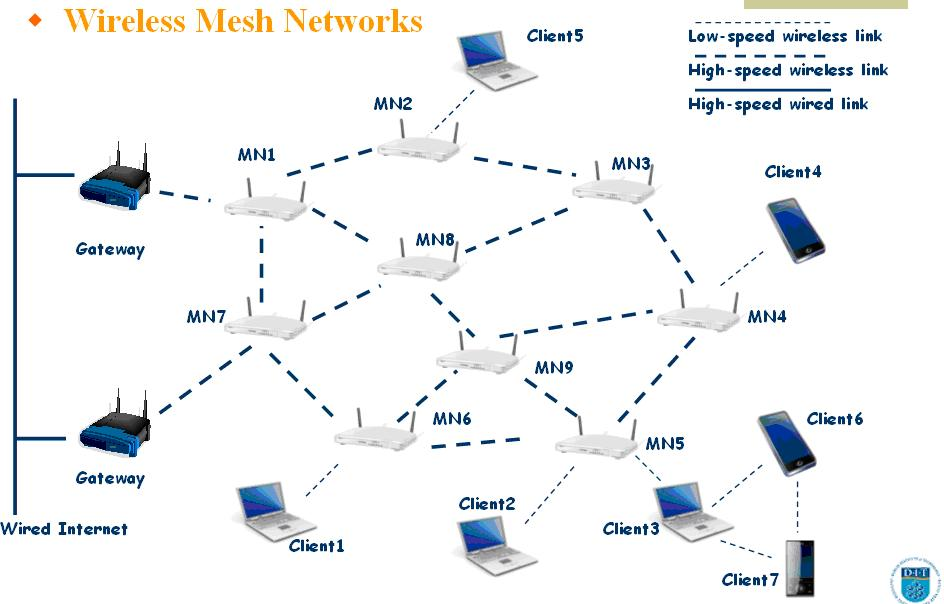 Wireless Mesh Networks
Client5
Low-speed wireless link
High-speed wireless link
High-speed wired link
MN2
MN1
MN3
Client4
Gateway
MN8
MN7
MN4
MN9
MN6
Client6
MN5
Gateway
Client2
Wired Internet
Client3
Client1
Client7
DIT